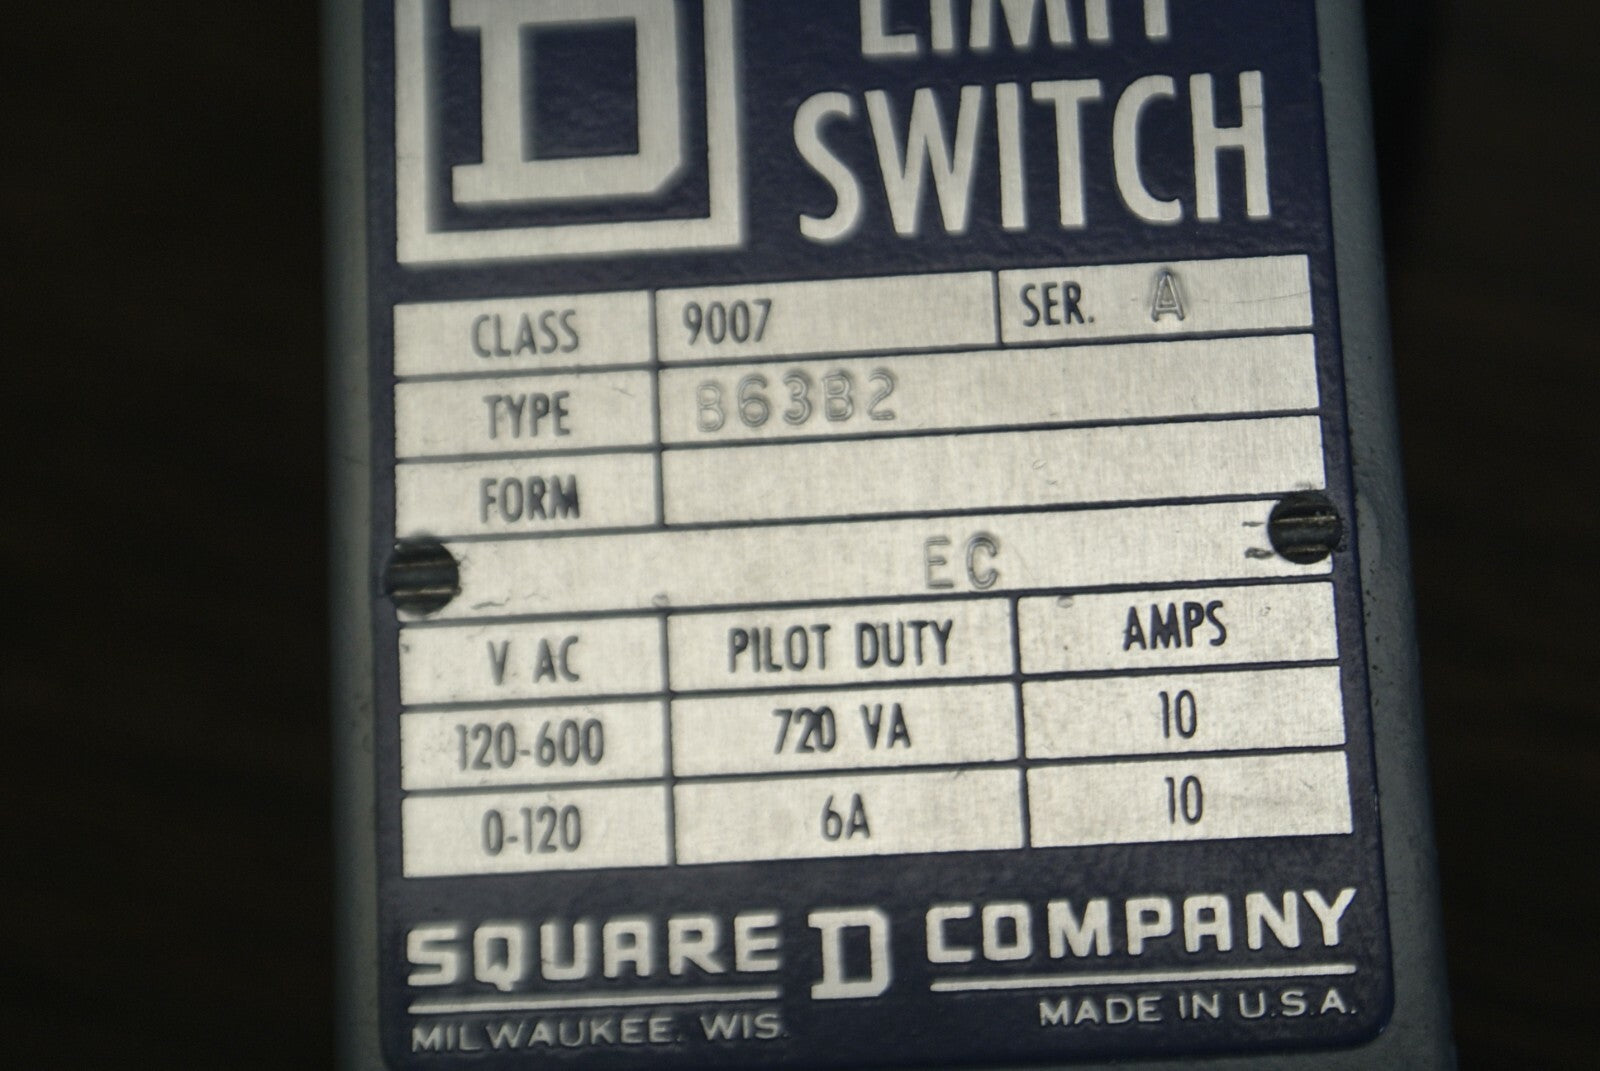 D LIMIT
SWITCH
CLASS 9007 SER. A
TYPE B63B2
FORM
EC
V AC PILOT DUTY AMPS
120-600 720 VA 10
0-120 6A 10
SQUARE D COMPANY
MILWAUKEE, WIS. MADE IN U.S.A.